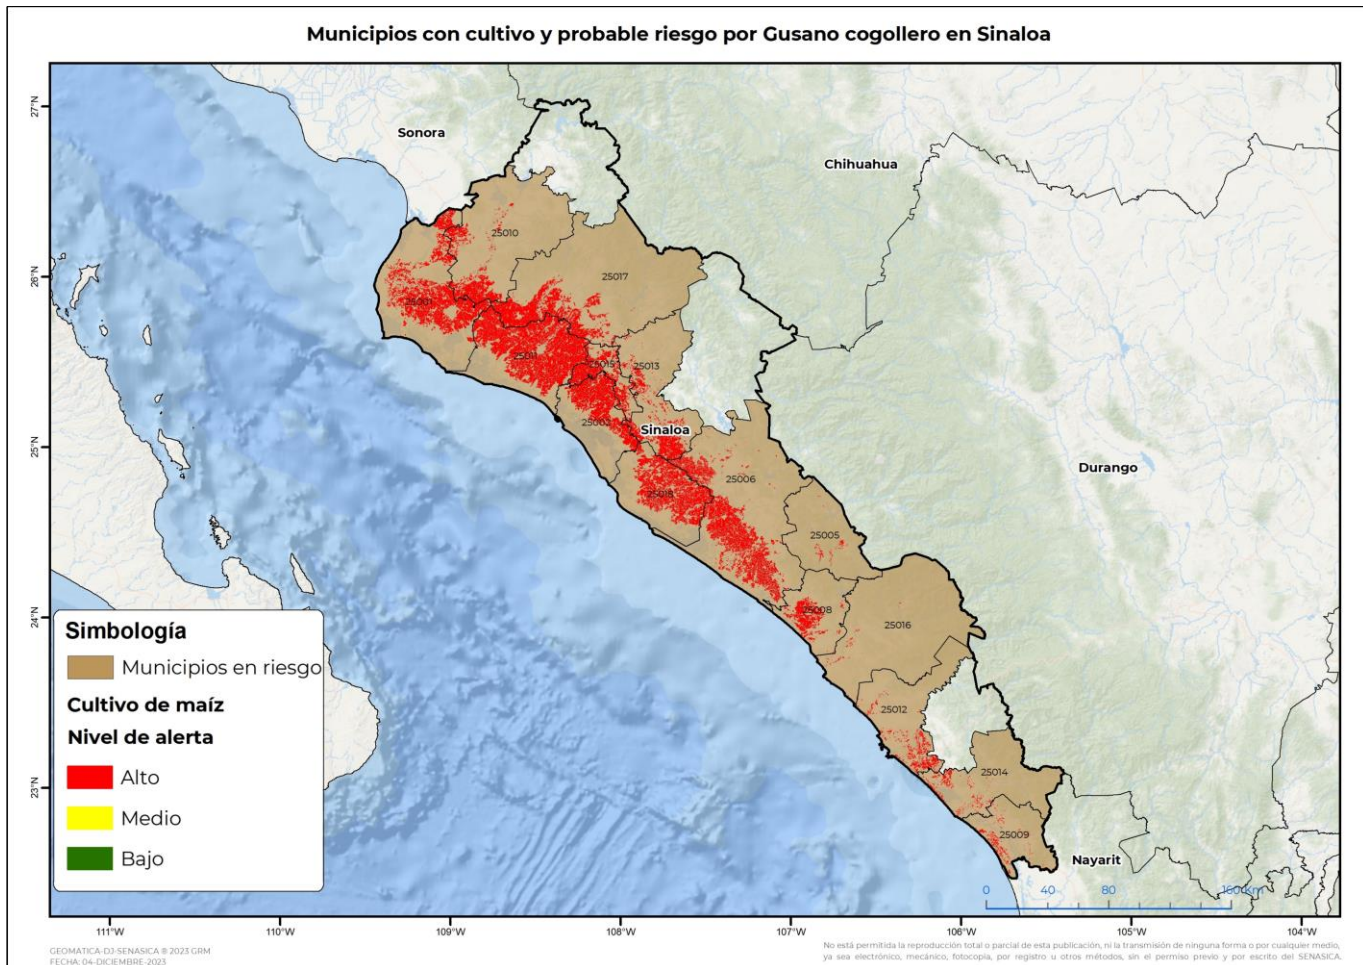 Municipios con cultivo y probable riesgo por Gusano cogollero en Sinaloa
27°N
26°N
25°N
24°N
23°N
Sonora
Chihuahua
25010
25017
25001
25011
25015
25013
Sinaloa
Durango
25006
25018
25005
25008
25016
25012
25014
25009
Nayarit
Simbología
Municipios en riesgo
Cultivo de maíz
Nivel de alerta
Alto
Medio
Bajo
0 40 80 160 Km
111°W 110°W 109°W 108°W 107°W 106°W 105°W 104°W
GEOMATICA-DJ-SENASICA ® 2023 GRM
FECHA: 04-DICIEMBRE-2023
No está permitida la reproducción total o parcial de esta publicación, ni la transmisión de ninguna forma o por cualquier medio,
ya sea electrónico, mecánico, fotocopia, por registro u otros métodos, sin el permiso previo y por escrito del SENASICA.